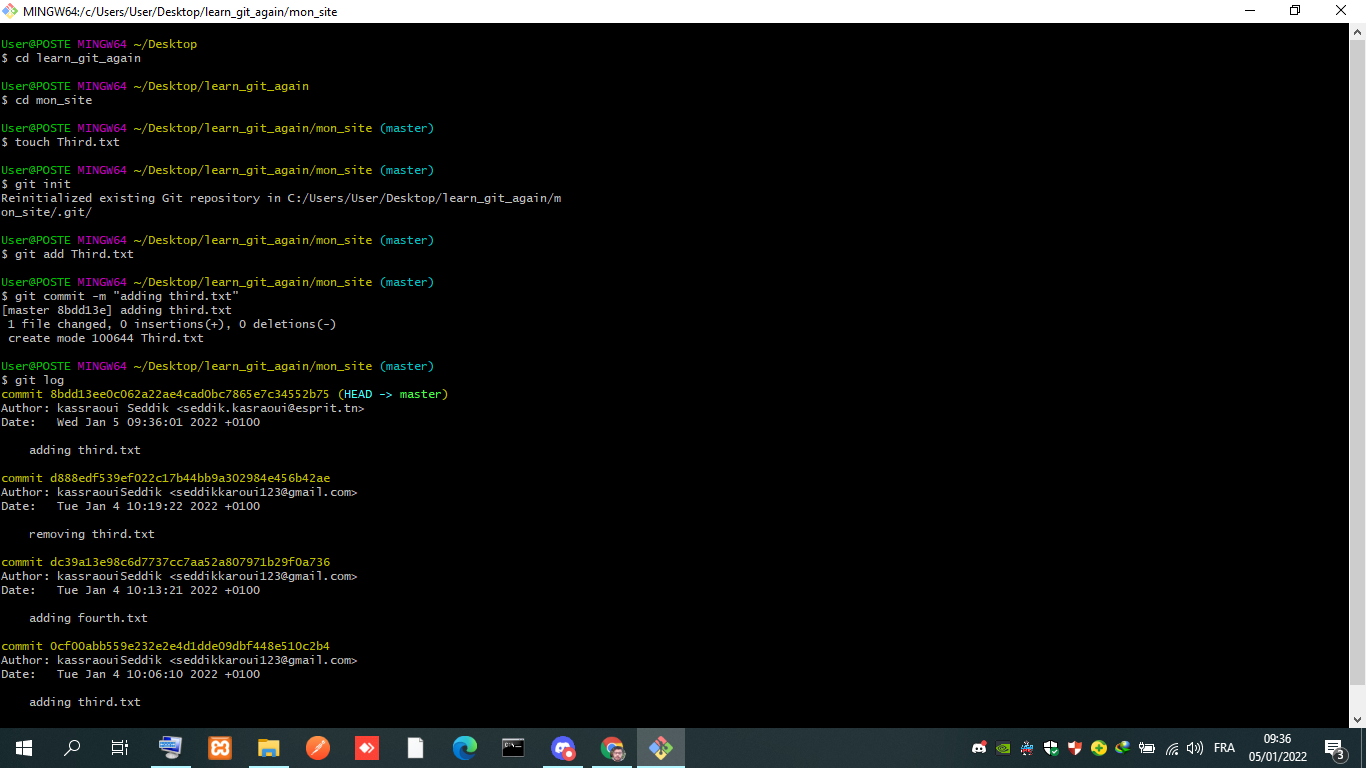 MINGW64:/c/Users/User/Desktop/learn_git_again/mon_site
User@POSTE MINGW64 ~/Desktop
$ cd learn_git_again
User@POSTE MINGW64 ~/Desktop/learn_git_again
$ cd mon_site
User@POSTE MINGW64 ~/Desktop/learn_git_again/mon_site (master)
$ touch Third.txt
User@POSTE MINGW64 ~/Desktop/learn_git_again/mon_site (master)
$ git init
Reinitialized existing Git repository in C:/Users/User/Desktop/learn_git_again/m
on_site/.git/
User@POSTE MINGW64 ~/Desktop/learn_git_again/mon_site (master)
$ git add Third.txt
User@POSTE MINGW64 ~/Desktop/learn_git_again/mon_site (master)
$ git commit -m "adding third.txt"
[master 8bdd13e] adding third.txt
 1 file changed, 0 insertions(+), 0 deletions(-)
 create mode 100644 Third.txt
User@POSTE MINGW64 ~/Desktop/learn_git_again/mon_site (master)
$ git log
commit 8bdd13ee0c062a22ae4cad0bc7865e7c34552b75 (HEAD -> master)
Author: kassraoui Seddik <seddik.kasraoui@esprit.tn>
Date:   Wed Jan 5 09:36:01 2022 +0100
    adding third.txt
commit d888edf539ef022c17b44bb9a302984e456b42ae
Author: kassraouiSeddik <seddikkaroui123@gmail.com>
Date:   Tue Jan 4 10:19:22 2022 +0100
    removing third.txt
commit dc39a13e98c6d7737cc7aa52a807971b29f0a736
Author: kassraouiSeddik <seddikkaroui123@gmail.com>
Date:   Tue Jan 4 10:13:21 2022 +0100
    adding fourth.txt
commit 0cf00abb559e232e2e4d1dde09dbf448e510c2b4
Author: kassraouiSeddik <seddikkaroui123@gmail.com>
Date:   Tue Jan 4 10:06:10 2022 +0100
    adding third.txt
FRA
09:36
05/01/2022
3